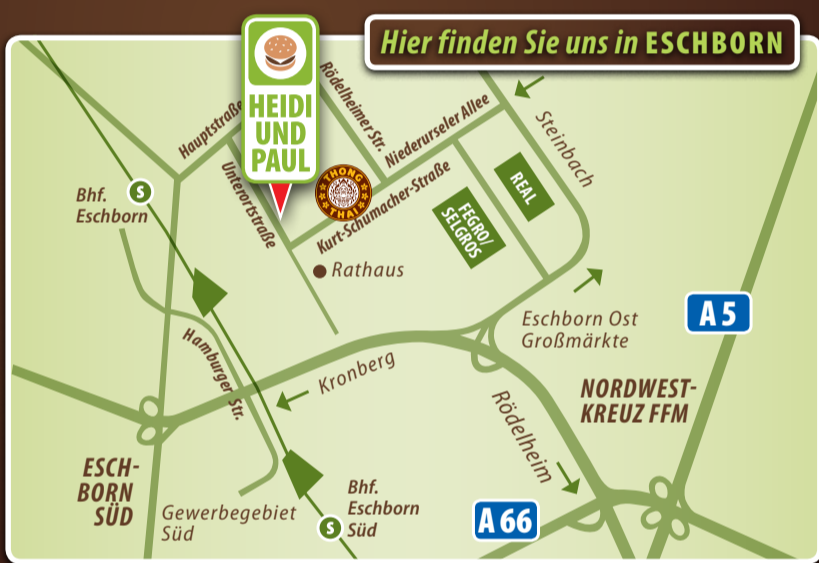 Hier finden Sie uns in ESCHBORN
HEIDI
UND
PAUL
Hauptstraße
Rödelheimer Str.
Niederurseler Allee
Steinbach
Unterortstraße
THONG
THAI
Kurt-Schumacher-Straße
FEGRO/
SELGROS
REAL
S
Bhf.
Eschborn
Rathaus
A 5
Eschborn Ost
Großmärkte
Hamburger Str.
Kronberg
NORDWEST-
KREUZ FFM
Rödelheim
ESCH-
BORN
SÜD
Gewerbegebiet
Süd
S
Bhf.
Eschborn
Süd
A 66